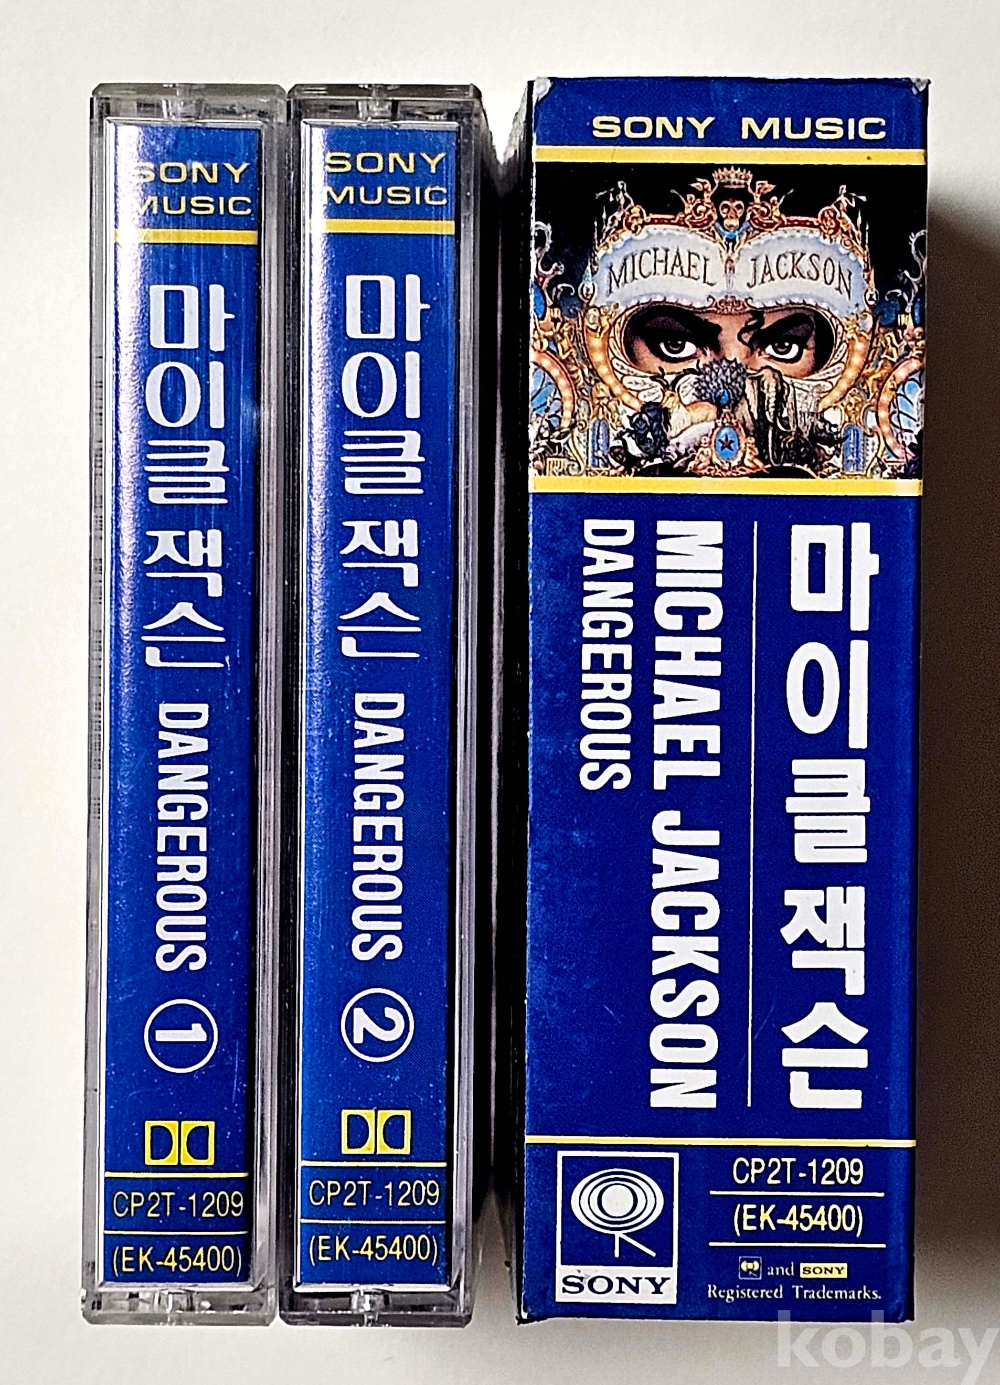 SONY
MUSIC
마이클 잭슨 DANGEROUS 1
CP2T-1209
(EK-45400)
SONY
MUSIC
마이클 잭슨 DANGEROUS 2
CP2T-1209
(EK-45400)
SONY MUSIC
MICHAEL JACKSON
마이클 잭슨
MICHAEL JACKSON
DANGEROUS
SONY
CP2T-1209
(EK-45400)
and SONY
Registered Trademarks.
kobay